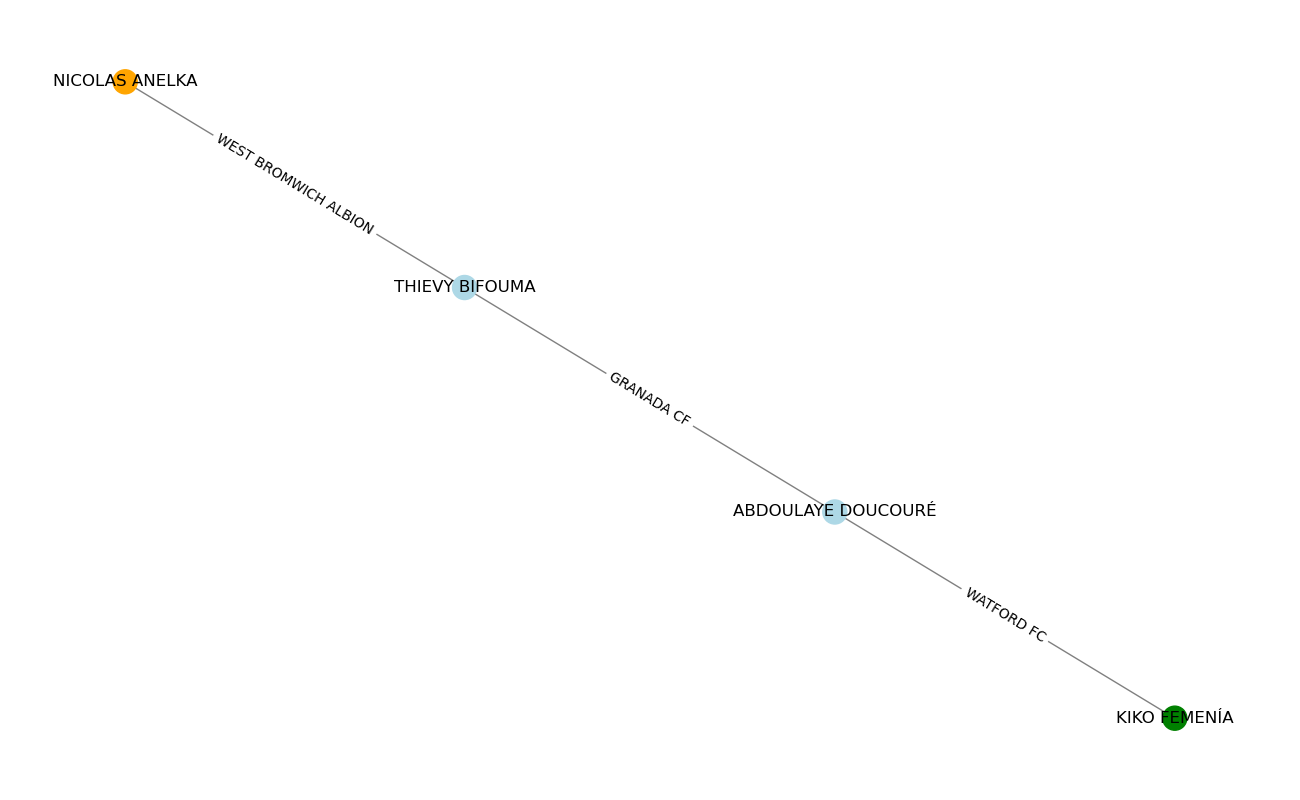 NICOLAS ANELKA
WEST BROMWICH ALBION
THIEVY BIFOUMA
GRANADA CF
ABDOULAYE DOUCOURÉ
WATFORD FC
KIKO FEMENÍA